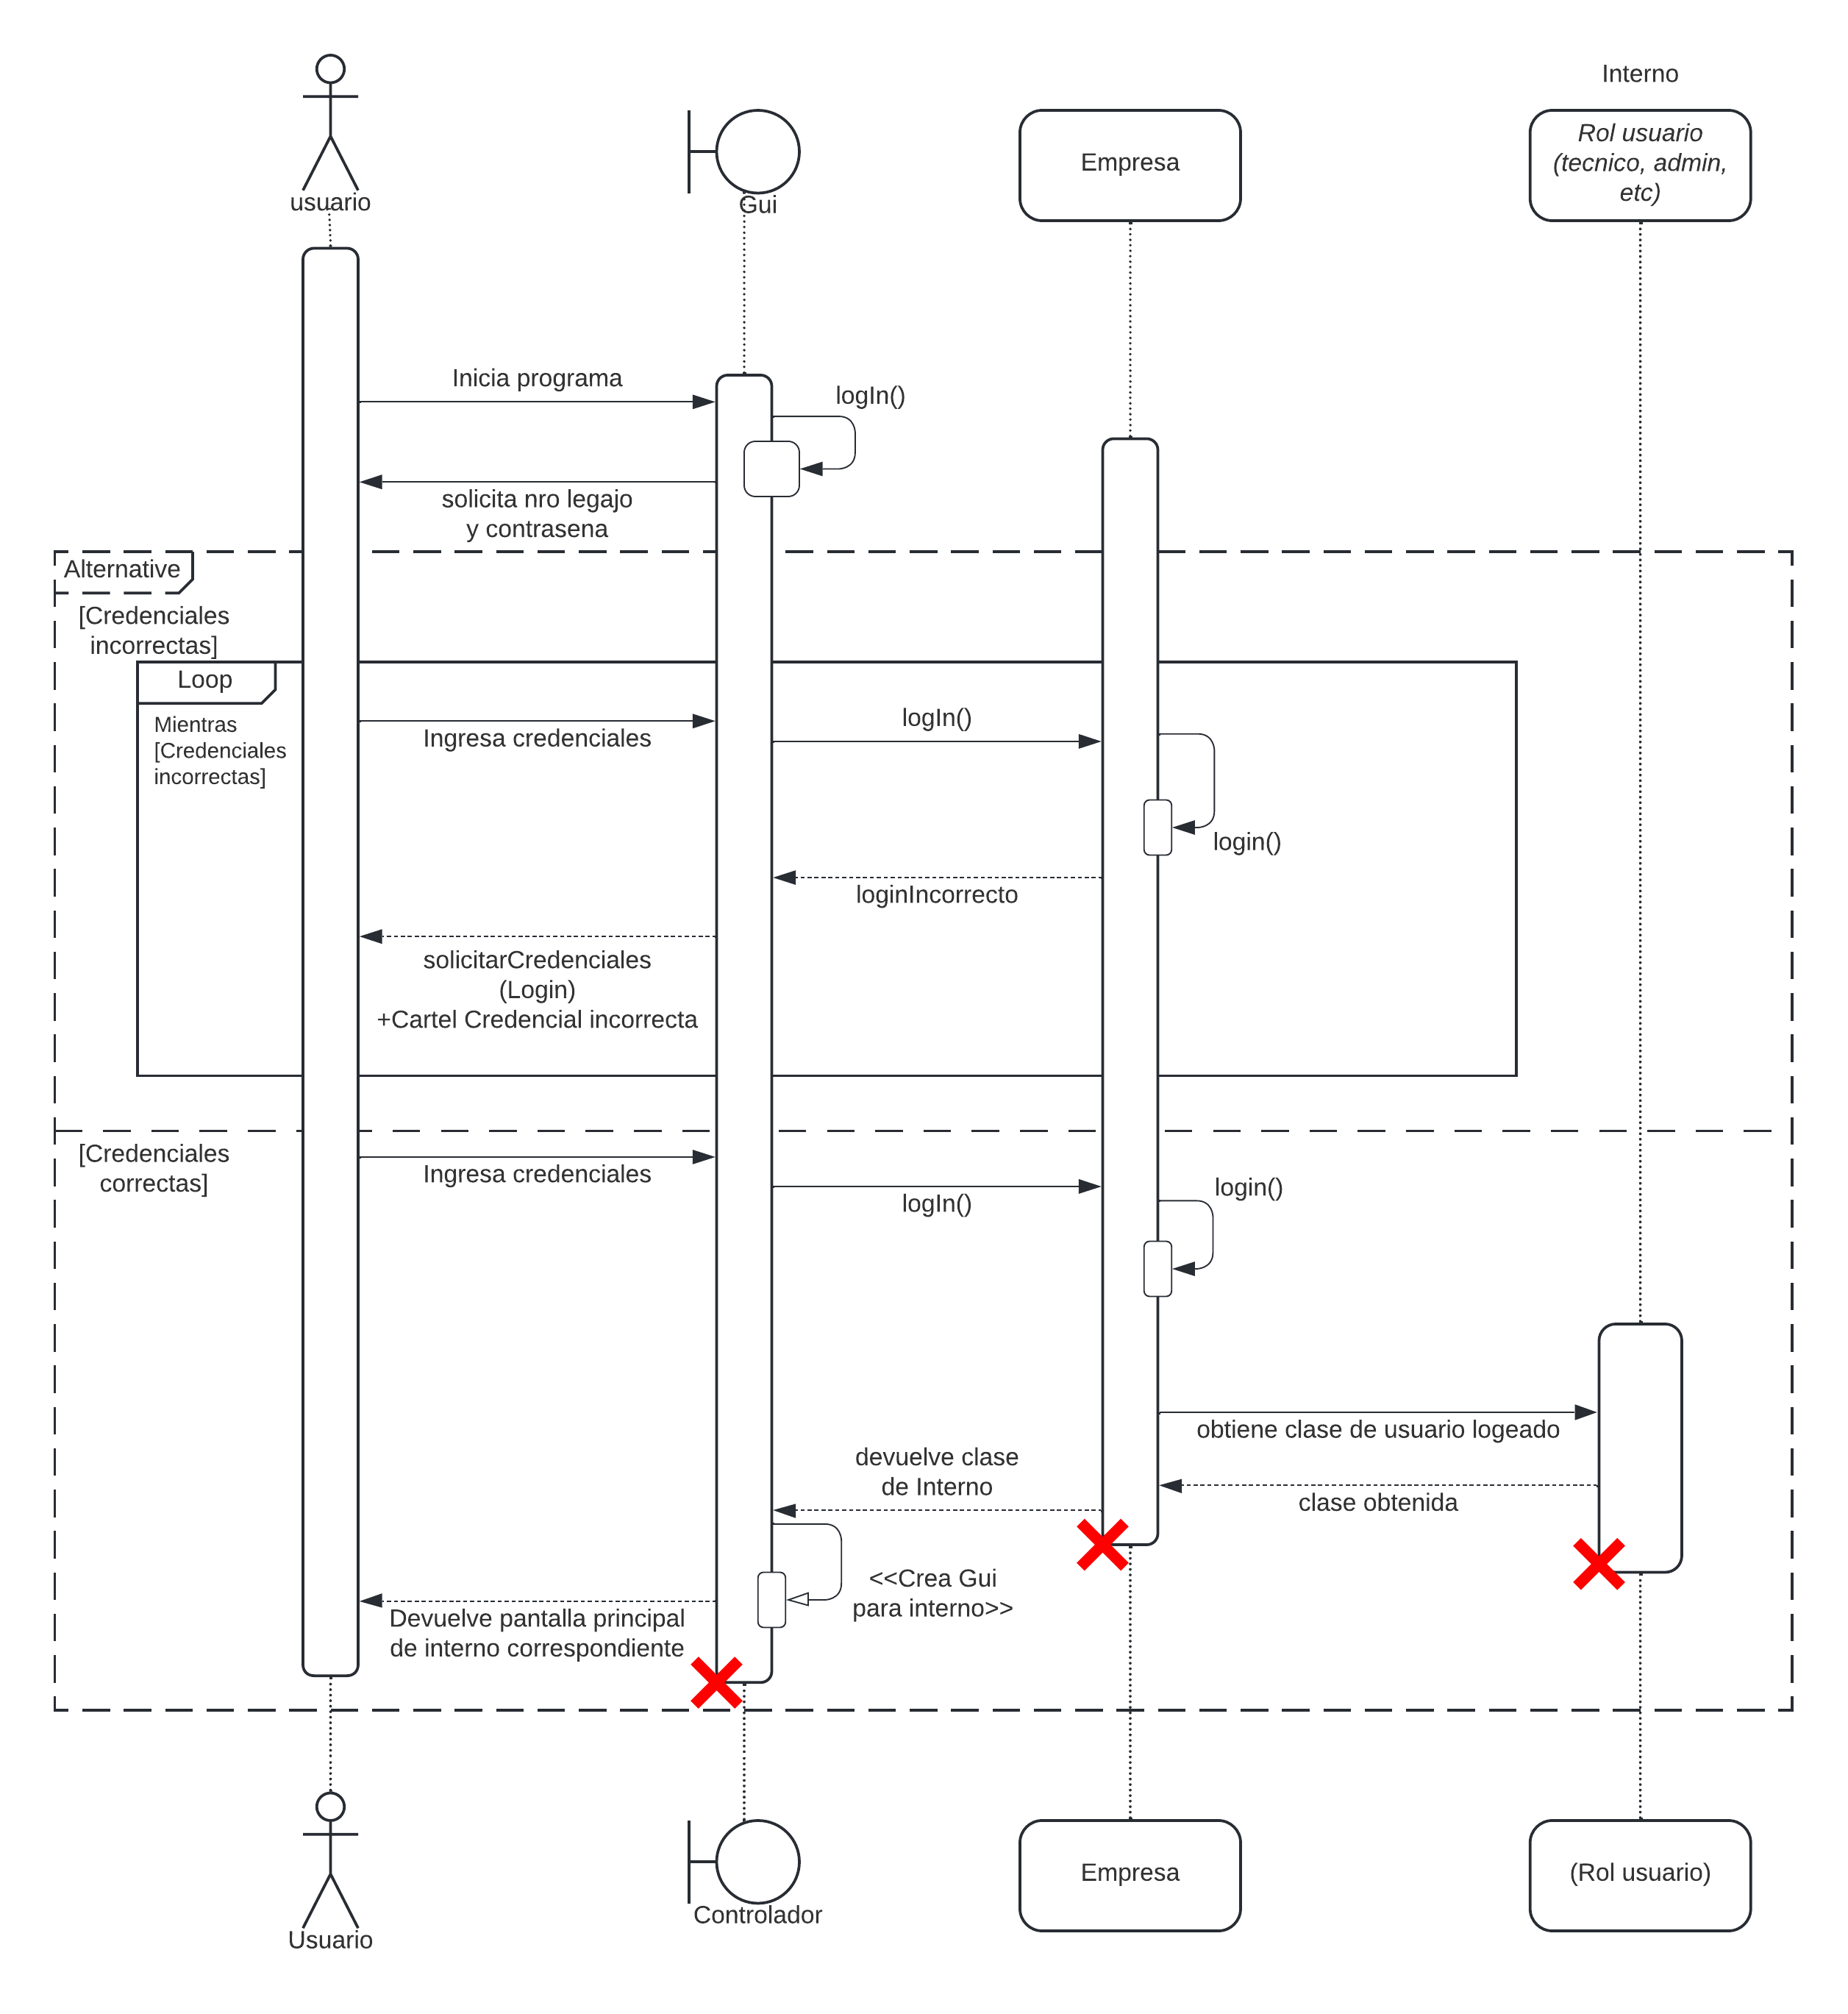 Interno
usuario
Gui
Empresa
Rol usuario
(tecnico, admin,
etc)
Inicia programa
logIn()
solicita nro legajo
y contrasena
Alternative
[Credenciales
incorrectas]
Loop
Mientras
[Credenciales
incorrectas]
Ingresa credenciales
logIn()
login()
loginIncorrecto
solicitarCredenciales
(Login)
+Cartel Credencial incorrecta
[Credenciales
correctas]
Ingresa credenciales
logIn()
login()
obtiene clase de usuario logeado
devuelve clase
de Interno
clase obtenida
<<Crea Gui
para interno>>
Devuelve pantalla principal
de interno correspondiente
Usuario
Controlador
Empresa
(Rol usuario)